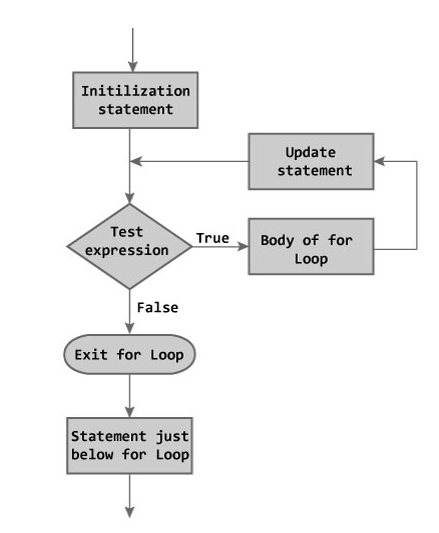 Initilization
statement
Update
statement
Test
expression
True
Body of for
Loop
False
Exit for Loop
Statement just
below for Loop